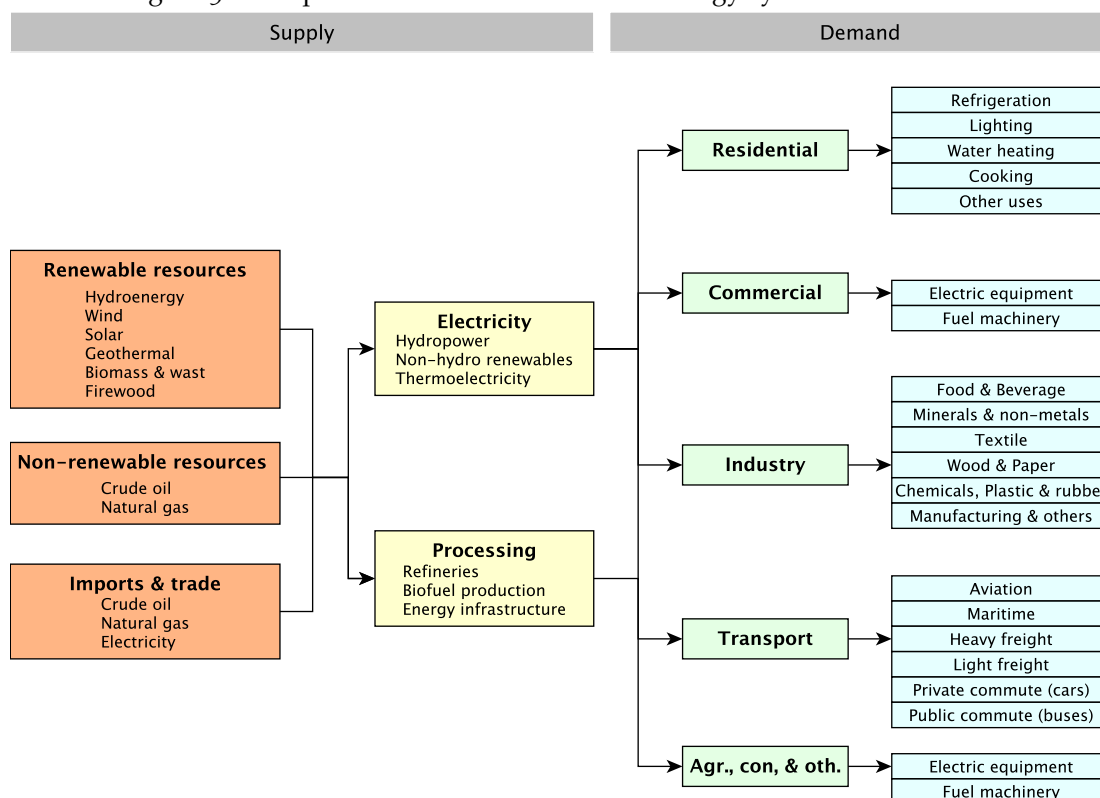 Supply
Demand
Renewable resources
Hydroenergy
Wind
Solar
Geothermal
Biomass & wast
Firewood
Non-renewable resources
Crude oil
Natural gas
Imports & trade
Crude oil
Natural gas
Electricity
Electricity
Hydropower
Non-hydro renewables
Thermoelectricity
Processing
Refineries
Biofuel production
Energy infrastructure
Residential
Refrigeration
Lighting
Water heating
Cooking
Other uses
Commercial
Electric equipment
Fuel machinery
Industry
Food & Beverage
Minerals & non-metals
Textile
Wood & Paper
Chemicals, Plastic & rubbe
Manufacturing & others
Transport
Aviation
Maritime
Heavy freight
Light freight
Private commute (cars)
Public commute (buses)
Agr., con, & oth.
Electric equipment
Fuel machinery